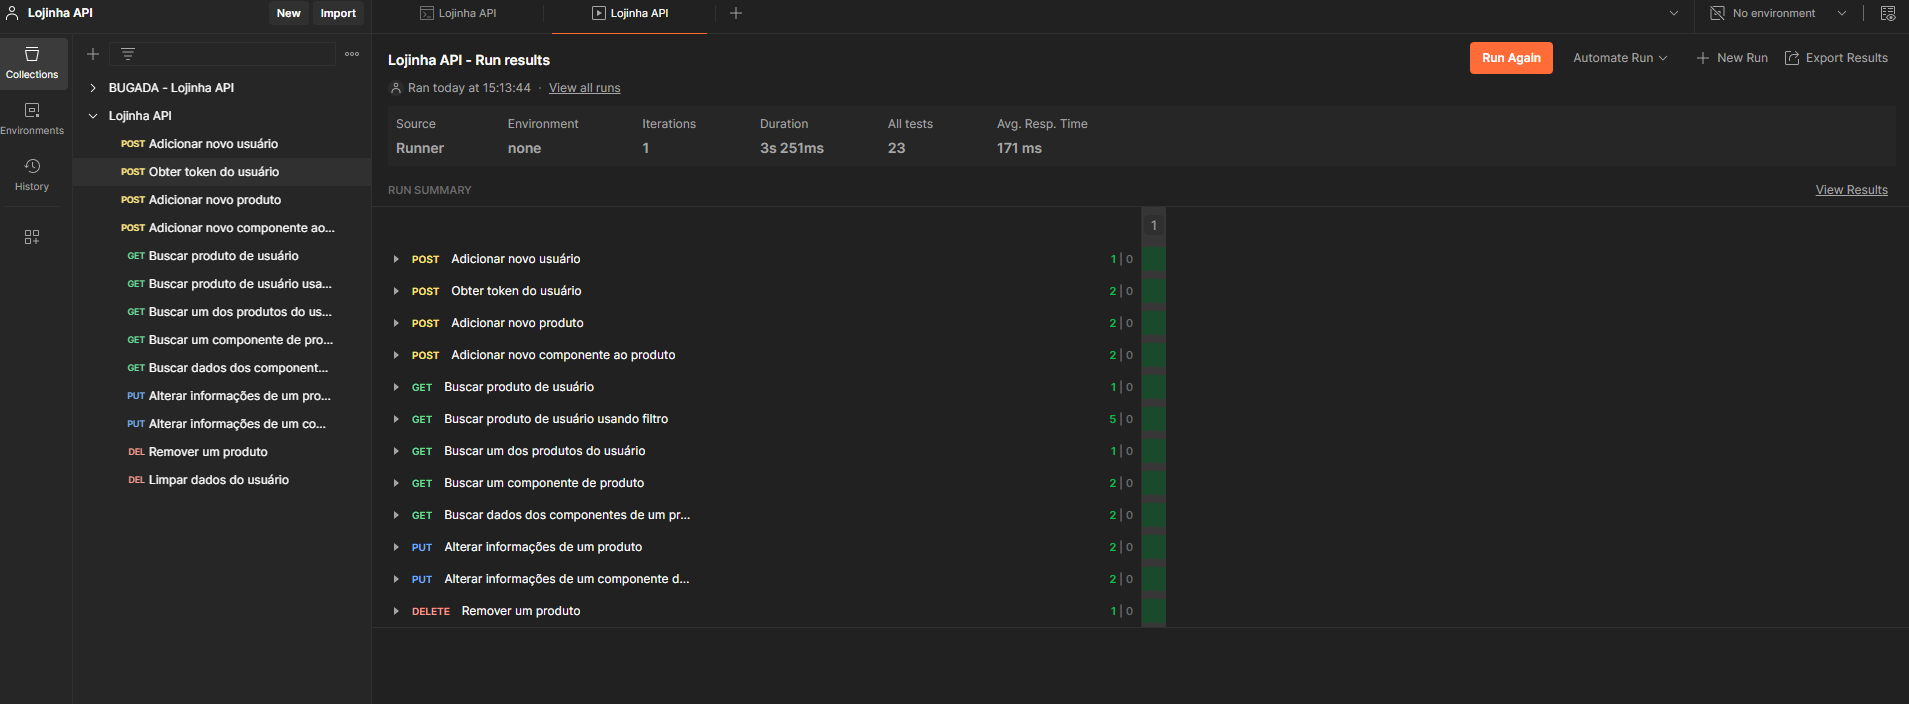 Lojinha API
New
Import
Lojinha API
Lojinha API
No environment
Collections
Environments
History
BUGADA - Lojinha API
Lojinha API
POST Adicionar novo usuário
POST Obter token do usuário
POST Adicionar novo produto
POST Adicionar novo componente ao...
GET Buscar produto de usuário
GET Buscar produto de usuário usa...
GET Buscar um dos produtos do us...
GET Buscar um componente de pro...
GET Buscar dados dos component...
PUT Alterar informações de um pro...
PUT Alterar informações de um co...
DEL Remover um produto
DEL Limpar dados do usuário
Lojinha API - Run results
Run Again
Automate Run
New Run
Export Results
Ran today at 15:13:44 · View all runs
Source Environment Iterations Duration All tests Avg. Resp. Time
Runner none 1 3s 251ms 23 171 ms
RUN SUMMARY
View Results
1
POST Adicionar novo usuário 1 | 0
POST Obter token do usuário 2 | 0
POST Adicionar novo produto 2 | 0
POST Adicionar novo componente ao produto 2 | 0
GET Buscar produto de usuário 1 | 0
GET Buscar produto de usuário usando filtro 5 | 0
GET Buscar um dos produtos do usuário 1 | 0
GET Buscar um componente de produto 2 | 0
GET Buscar dados dos componentes de um pr... 2 | 0
PUT Alterar informações de um produto 2 | 0
PUT Alterar informações de um componente d... 2 | 0
DELETE Remover um produto 1 | 0